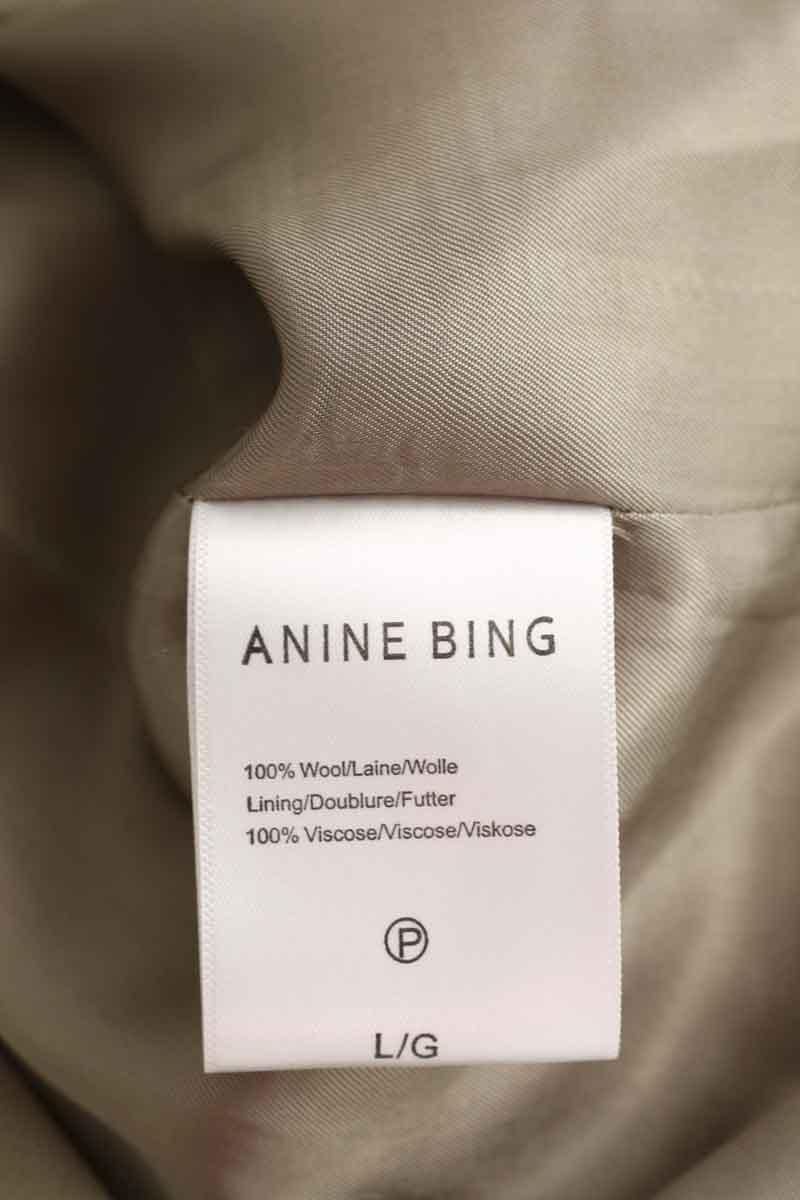 ANINE BING
100% Wool/Laine/Wolle
Lining/Doublure/Futter
100% Viscose/Viscose/Viskose
P
L/G